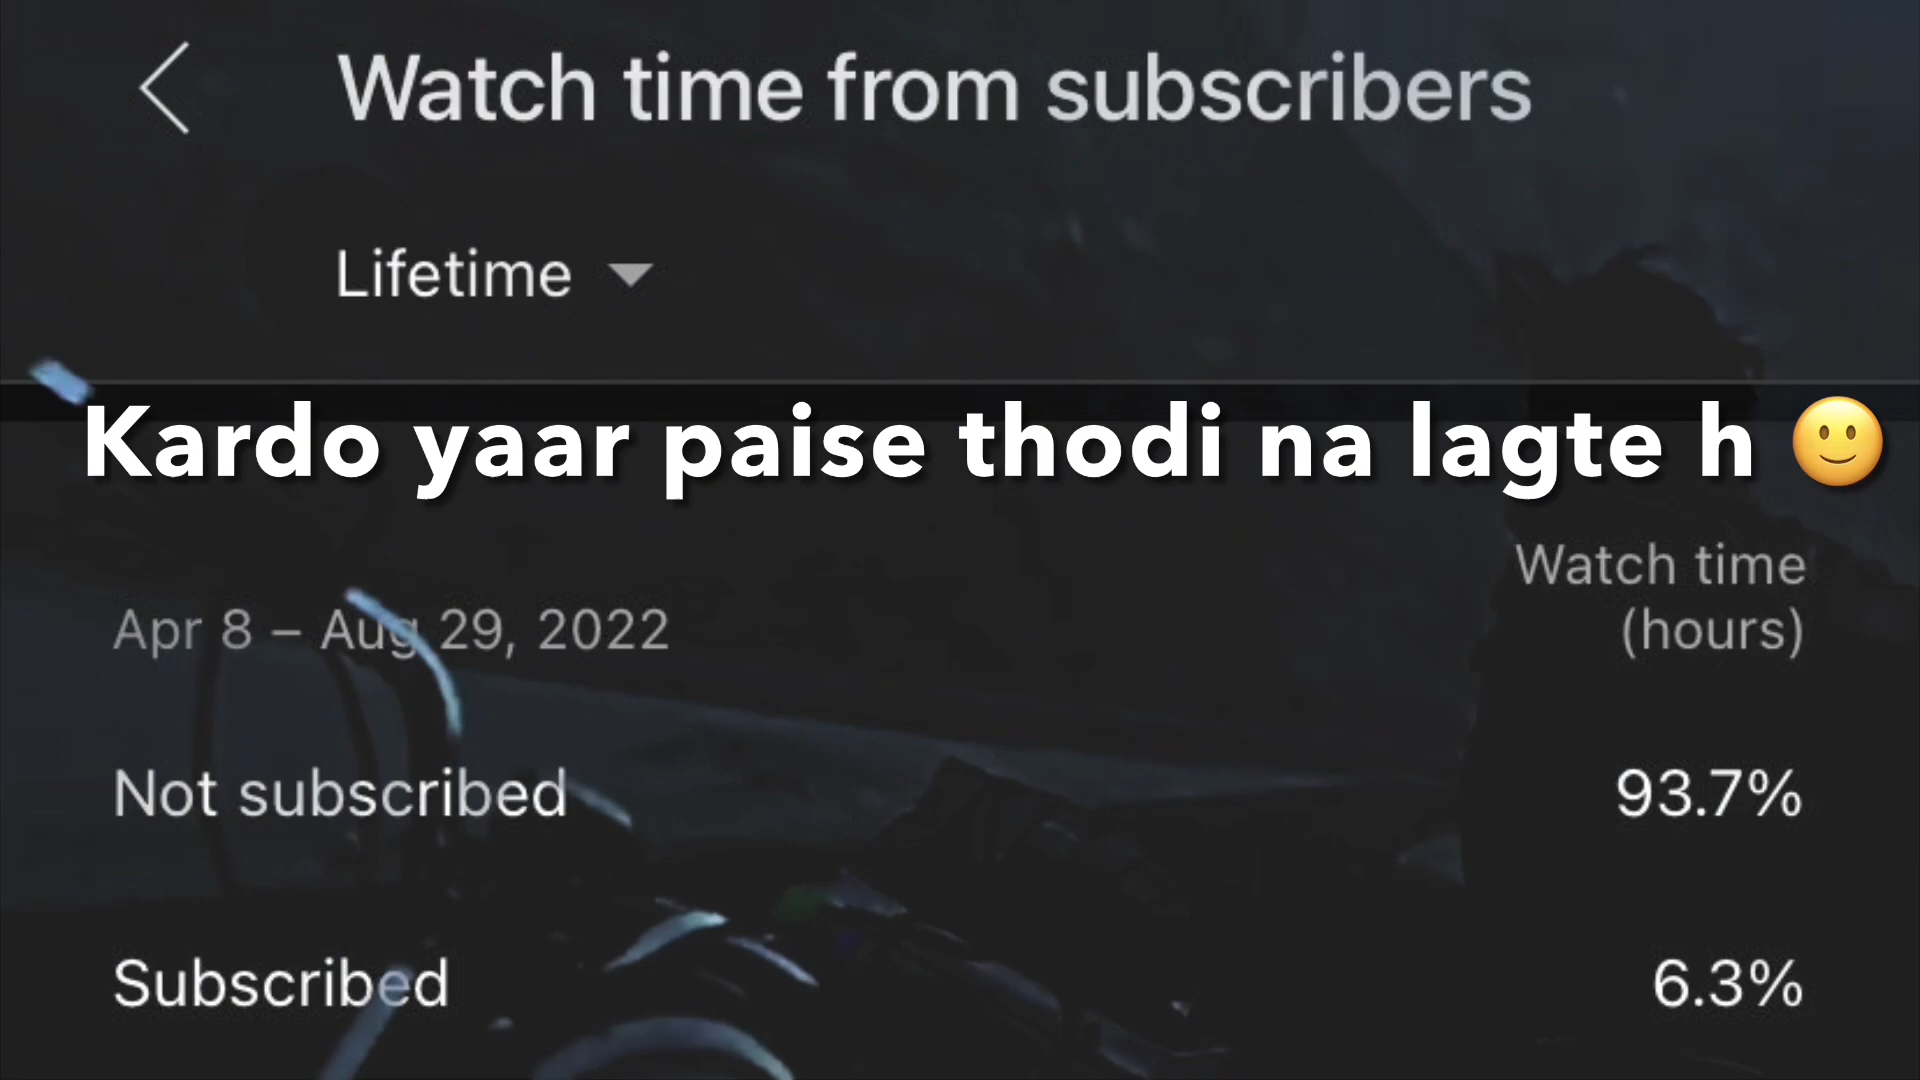 Watch time from subscribers
Lifetime
Kardo yaar paise thodi na lagte h 🙂
Watch time
(hours)
Apr 8 – Aug 29, 2022
Not subscribed 93.7%
Subscribed 6.3%